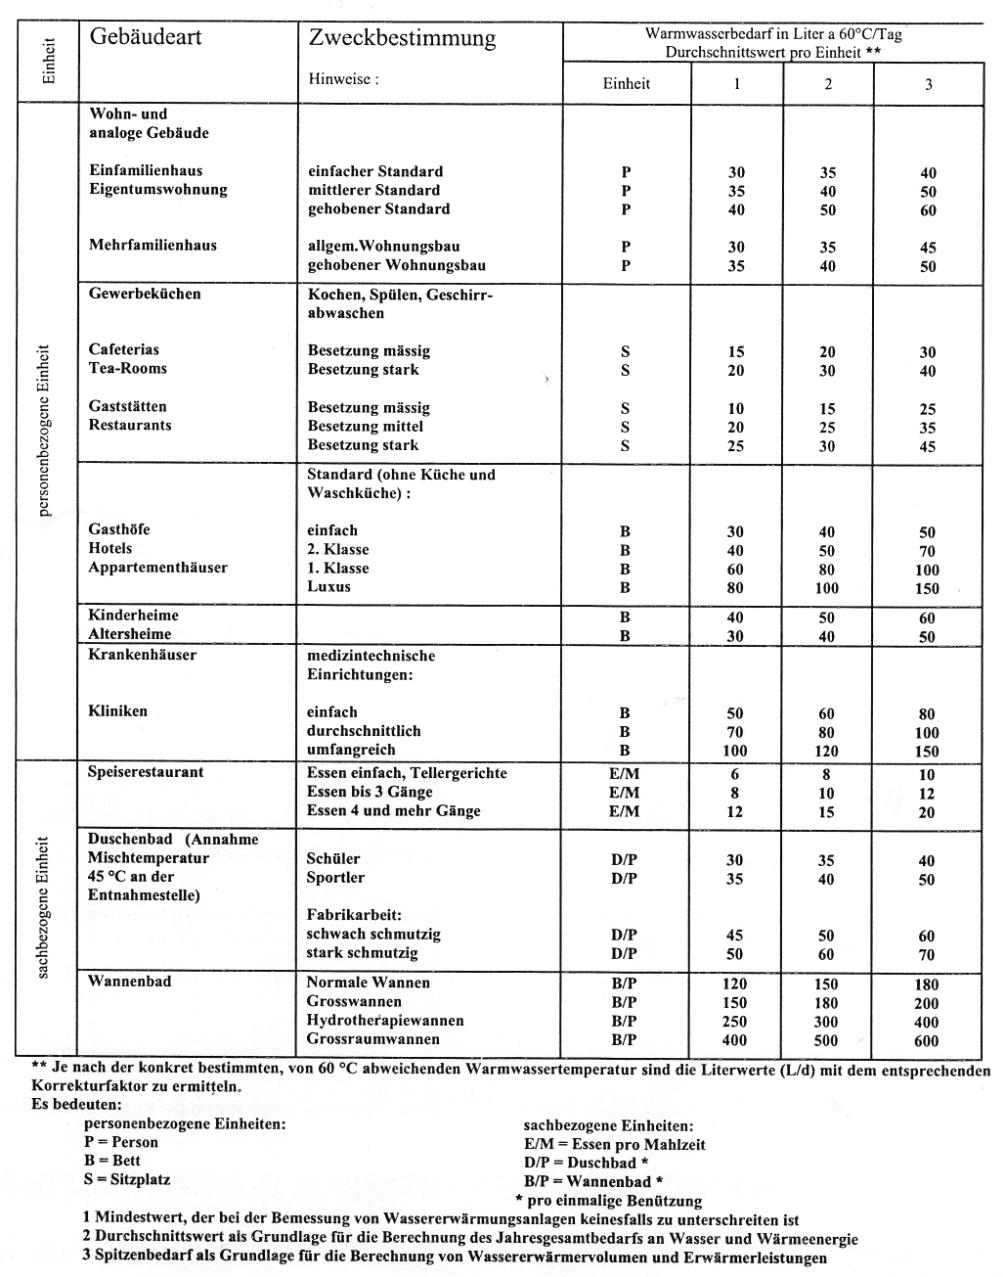 Einheit Gebäudeart Zweckbestimmung Warmwasserbedarf in Liter a 60°C/Tag
Durchschnittswert pro Einheit **
Hinweise : Einheit 1 2 3
personenbezogene Einheit
Wohn- und
analoge Gebäude
Einfamilienhaus einfacher Standard P 30 35 40
Eigentumswohnung mittlerer Standard P 35 40 50
gehobener Standard P 40 50 60
Mehrfamilienhaus allgem.Wohnungsbau P 30 35 45
gehobener Wohnungsbau P 35 40 50
Gewerbeküchen Kochen, Spülen, Geschirr-
abwaschen
Cafeterias Besetzung mässig S 15 20 30
Tea-Rooms Besetzung stark S 20 30 40
Gaststätten Besetzung mässig S 10 15 25
Restaurants Besetzung mittel S 20 25 35
Besetzung stark S 25 30 45
Standard (ohne Küche und
Waschküche) :
Gasthöfe einfach B 30 40 50
Hotels 2. Klasse B 40 50 70
Appartementhäuser 1. Klasse B 60 80 100
Luxus B 80 100 150
Kinderheime B 40 50 60
Altersheime B 30 40 50
Krankenhäuser medizintechnische
Einrichtungen:
Kliniken einfach B 50 60 80
durchschnittlich B 70 80 100
umfangreich B 100 120 150
sachbezogene Einheit
Speiserestaurant Essen einfach, Tellergerichte E/M 6 8 10
Essen bis 3 Gänge E/M 8 10 12
Essen 4 und mehr Gänge E/M 12 15 20
Duschenbad (Annahme
Mischtemperatur Schüler D/P 30 35 40
45 °C an der Sportler D/P 35 40 50
Entnahmestelle)
Fabrikarbeit:
schwach schmutzig D/P 45 50 60
stark schmutzig D/P 50 60 70
Wannenbad Normale Wannen B/P 120 150 180
Grosswannen B/P 150 180 200
Hydrotherapiewannen B/P 250 300 400
Grossraumwannen B/P 400 500 600
** Je nach der konkret bestimmten, von 60 °C abweichenden Warmwassertemperatur sind die Literwerte (L/d) mit dem entsprechenden
Korrekturfaktor zu ermitteln.
Es bedeuten:
personenbezogene Einheiten: sachbezogene Einheiten:
P = Person E/M = Essen pro Mahlzeit
B = Bett D/P = Duschbad *
S = Sitzplatz B/P = Wannenbad *
* pro einmalige Benützung
1 Mindestwert, der bei der Bemessung von Wassererwärmungsanlagen keinesfalls zu unterschreiten ist
2 Durchschnittswert als Grundlage für die Berechnung des Jahresgesamtbedarfs an Wasser und Wärmeenergie
3 Spitzenbedarf als Grundlage für die Berechnung von Wassererwärmervolumen und Erwärmerleistungen